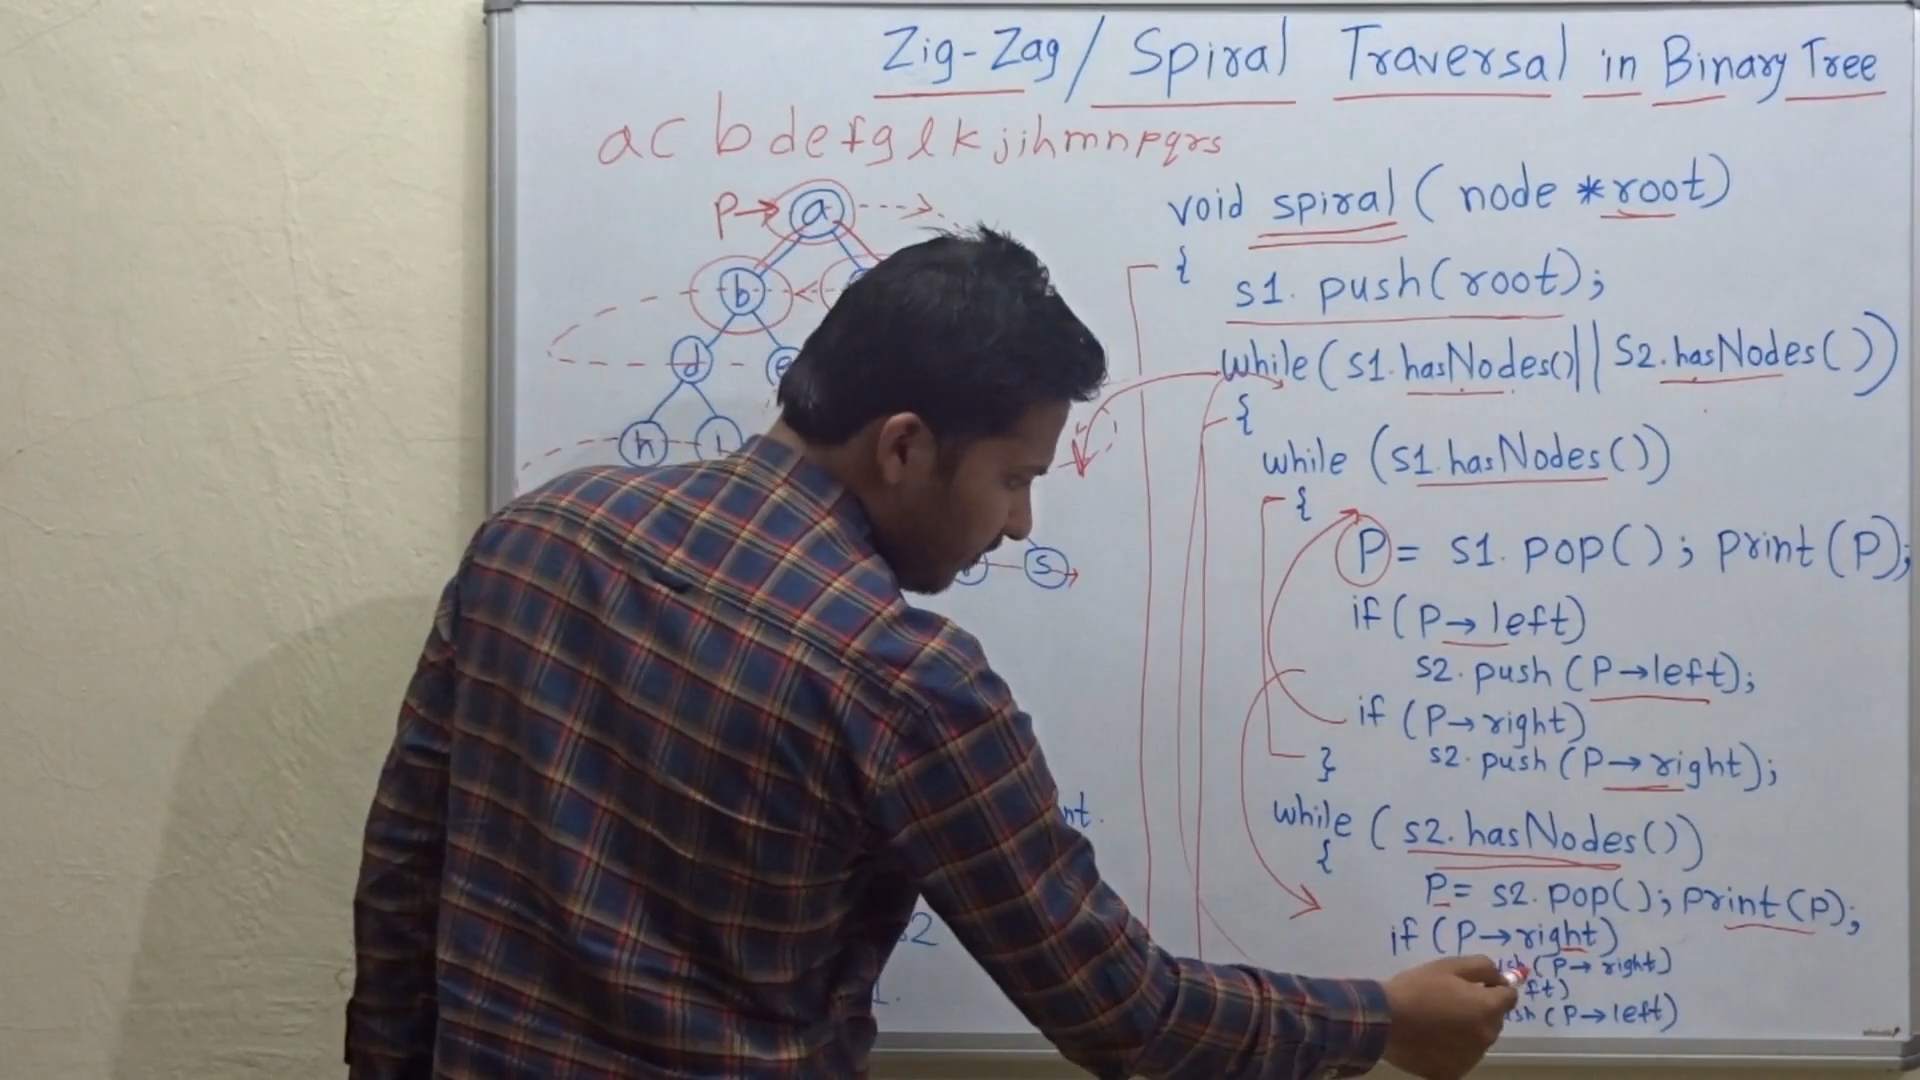 Zig-Zag / Spiral Traversal in Binary Tree
a c b d e f g l k j i h m n p q r s
P→ a
b
d e
h
s
void spiral ( node *root)
{
s1. push(root);
while ( s1.hasNodes() || S2.hasNodes() )
{
while (s1.hasNodes())
{
P = s1. pop() ; print (P);
if ( P→left)
s2. push (P→left);
if (P→right)
} s2. push (P→right);
while ( s2.hasNodes())
{
P= s2.pop(); print(p);
if (P→right)
(P→ right)
(P→left)